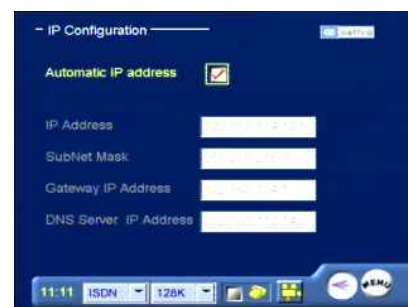 IP Configuration
Automatic IP address
IP Address
SubNet Mask
Gateway IP Address
DNS Server IP Address
11:11 ISDN 128K MENU